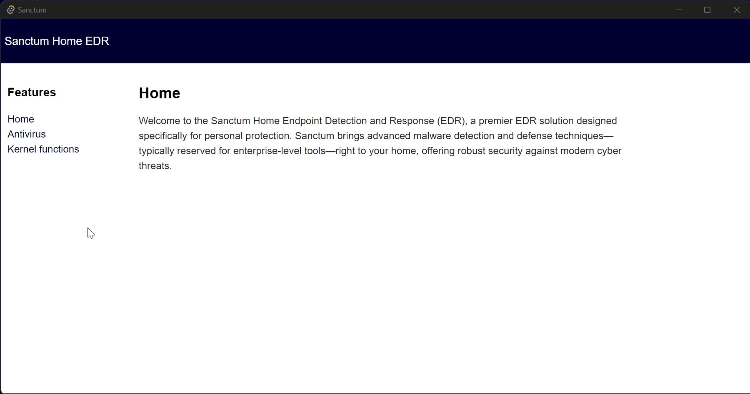 Sanctum
Sanctum Home EDR
Features
Home
Antivirus
Kernel functions
Home
Welcome to the Sanctum Home Endpoint Detection and Response (EDR), a premier EDR solution designed
specifically for personal protection. Sanctum brings advanced malware detection and defense techniques—
typically reserved for enterprise-level tools—right to your home, offering robust security against modern cyber
threats.